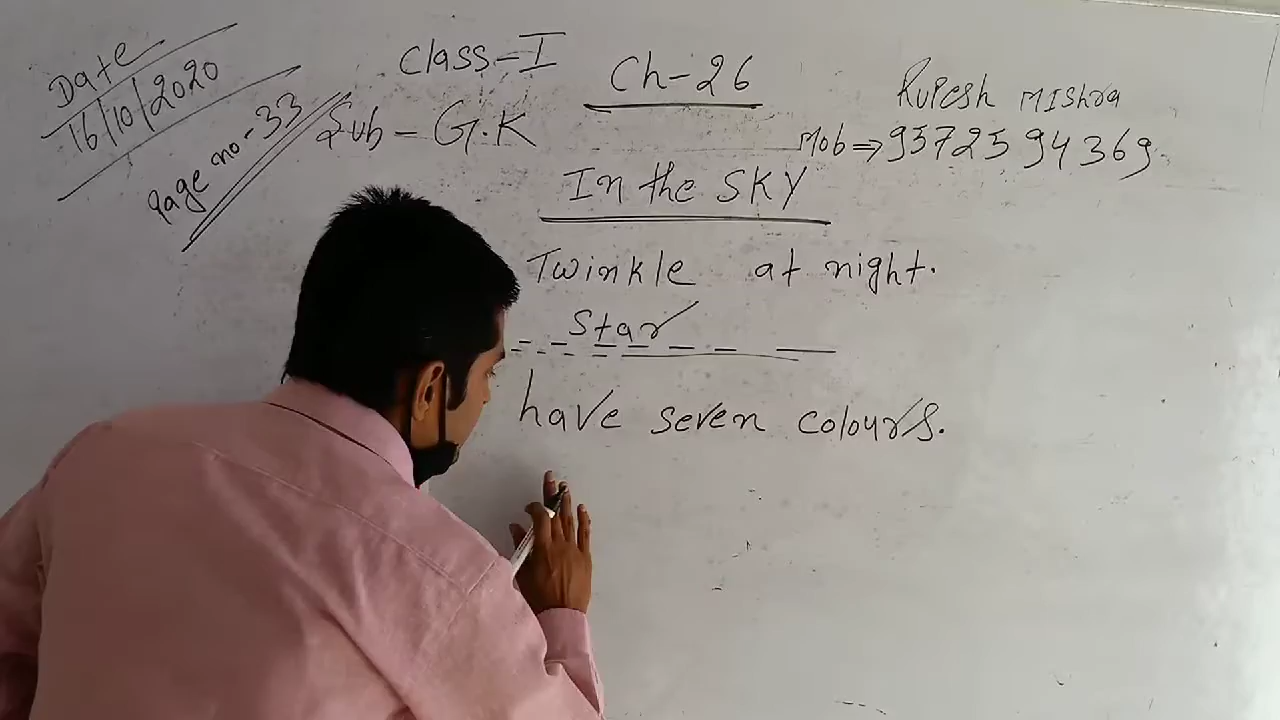 Date
16/10/2020
Page no-33
Class-I
Sub-G.K
Ch-26
Rupesh Mishra
Mob⇒9572594369
In the SKY
Twinkle at night.
Star
have seven colours.